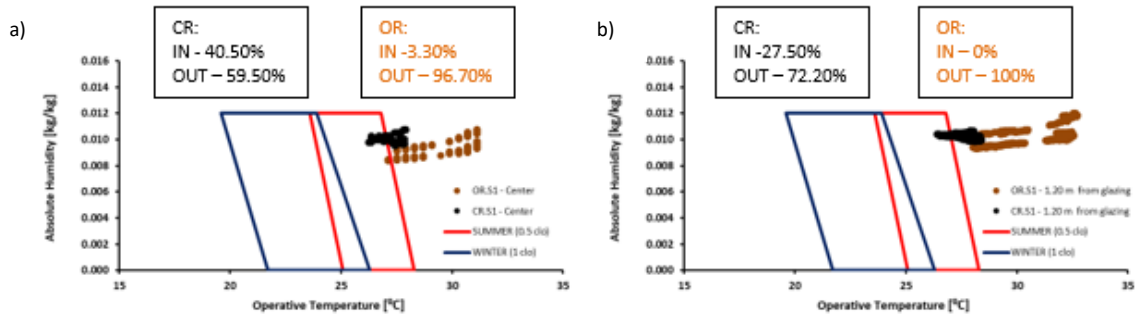 a)
CR:
IN - 40.50%
OUT – 59.50%
OR:
IN -3.30%
OUT – 96.70%
Absolute Humidity [kg/kg]
0.016
0.014
0.012
0.010
0.008
0.006
0.004
0.002
0.000
OR.S1 - Center
CR.S1 - Center
SUMMER (0.5 clo)
WINTER (1 clo)
15 20 25 30 35
Operative Temperature [ºC]
b)
CR:
IN -27.50%
OUT – 72.20%
OR:
IN – 0%
OUT – 100%
Absolute Humidity [kg/kg]
0.016
0.014
0.012
0.010
0.008
0.006
0.004
0.002
0.000
OR.S1 - 1.20 m from glazing
CR.S1 - 1.20 m from glazing
SUMMER (0.5 clo)
WINTER (1 clo)
15 20 25 30 35
Operative Temperature [ºC]